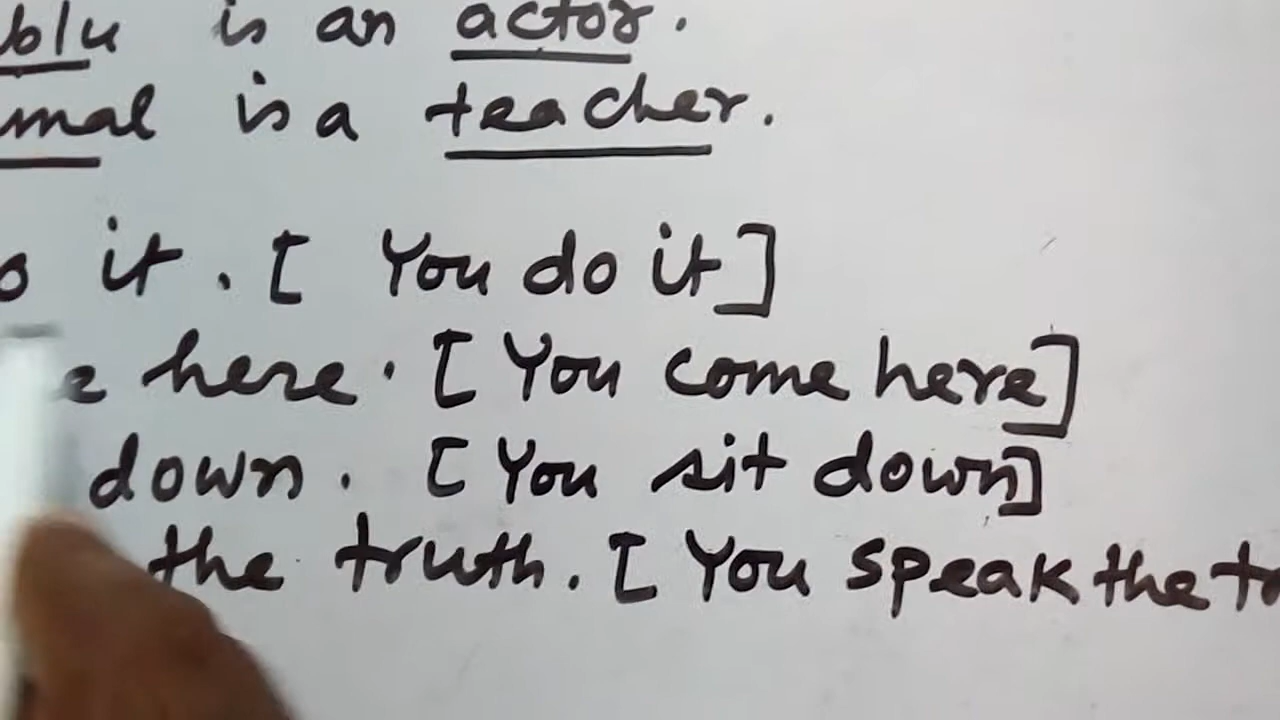 is an actor.
is a teacher.
it. [ You do it]
here. [ You come here]
down. [ You sit down]
the truth. [ You speak the